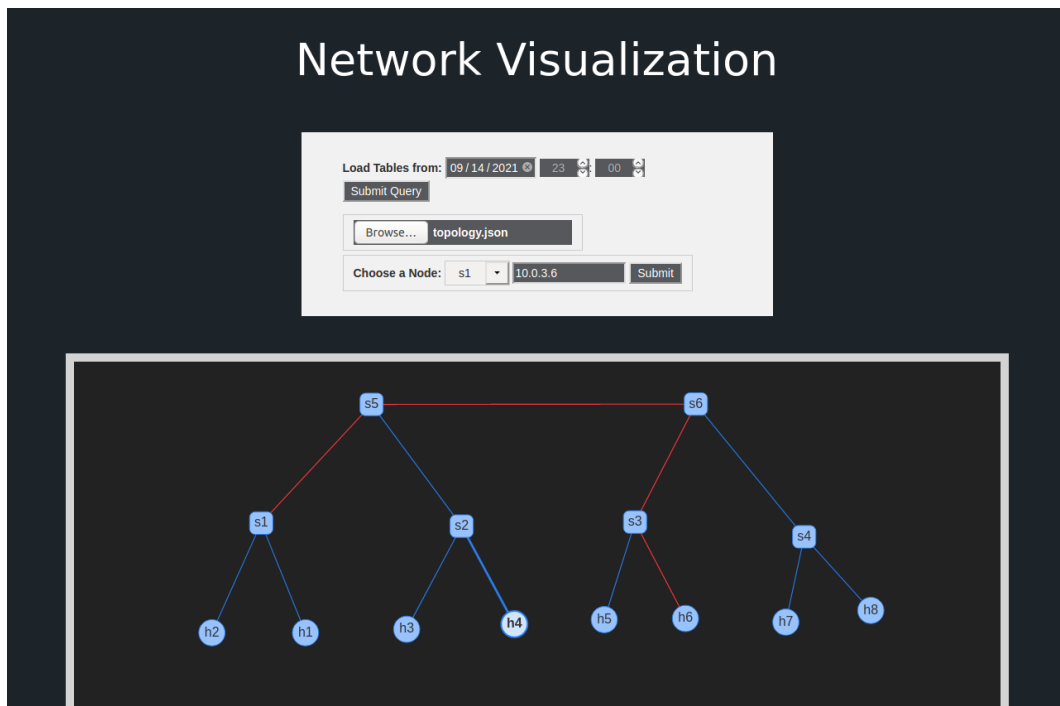 Network Visualization
Load Tables from: 09 / 14 / 2021 23 : 00
Submit Query
Browse... topology.json
Choose a Node: s1 10.0.3.6 Submit
s5 s6
s1 s2 s3 s4
h2 h1 h3 h4 h5 h6 h7 h8